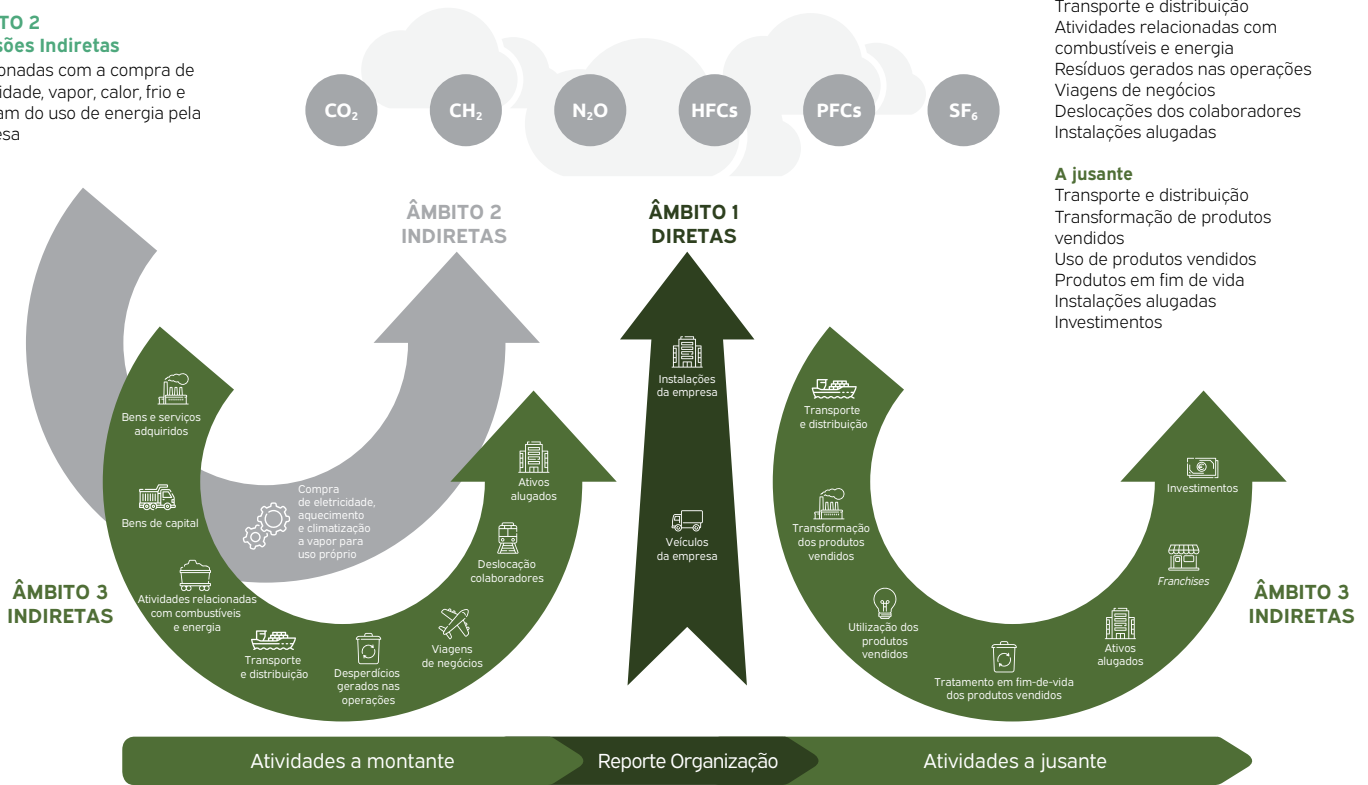 TO 2
sões Indiretas
onadas com a compra de
idade, vapor, calor, frio e
am do uso de energia pela
esa
CO₂
CH₂
N₂O
HFCs
PFCs
SF₆
Transporte e distribuição
Atividades relacionadas com
combustíveis e energia
Resíduos gerados nas operações
Viagens de negócios
Deslocações dos colaboradores
Instalações alugadas
A jusante
Transporte e distribuição
Transformação de produtos
vendidos
Uso de produtos vendidos
Produtos em fim de vida
Instalações alugadas
Investimentos
ÂMBITO 2
INDIRETAS
ÂMBITO 1
DIRETAS
ÂMBITO 3
INDIRETAS
Bens e serviços
adquiridos
Bens de capital
Atividades relacionadas
com combustíveis
e energia
Transporte
e distribuição
Desperdícios
gerados nas
operações
Viagens
de negócios
Deslocação
colaboradores
Ativos
alugados
Compra
de eletricidade,
aquecimento
e climatização
a vapor para
uso próprio
Instalações
da empresa
Veículos
da empresa
Transporte
e distribuição
Transformação
dos produtos
vendidos
Utilização dos
produtos
vendidos
Tratamento em fim-de-vida
dos produtos vendidos
Ativos
alugados
Franchises
Investimentos
ÂMBITO 3
INDIRETAS
Atividades a montante
Reporte Organização
Atividades a jusante